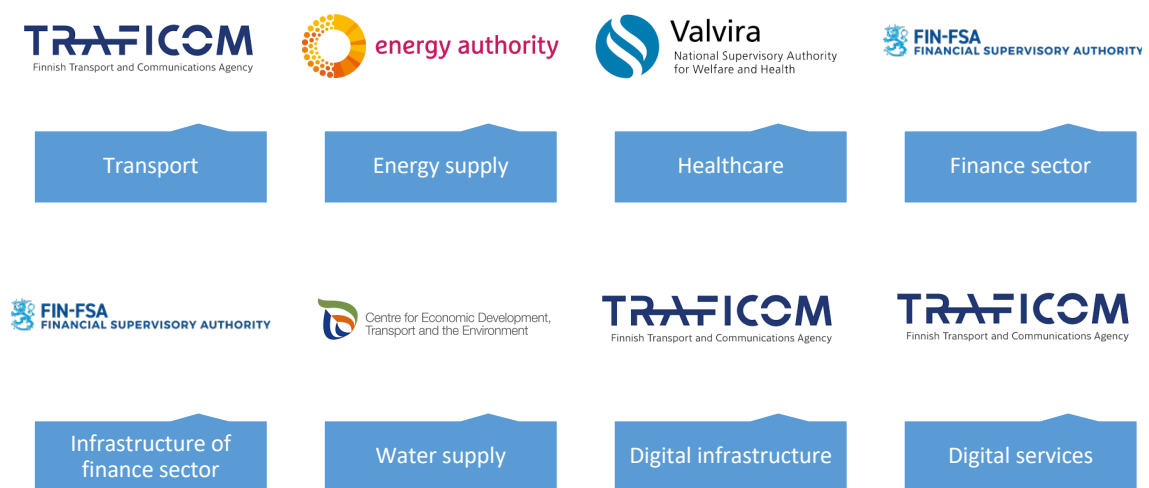 TRAFICOM
Finnish Transport and Communications Agency
energy authority
Valvira
National Supervisory Authority
for Welfare and Health
FIN-FSA
FINANCIAL SUPERVISORY AUTHORITY
Transport
Energy supply
Healthcare
Finance sector
FIN-FSA
FINANCIAL SUPERVISORY AUTHORITY
Centre for Economic Development,
Transport and the Environment
TRAFICOM
Finnish Transport and Communications Agency
TRAFICOM
Finnish Transport and Communications Agency
Infrastructure of
finance sector
Water supply
Digital infrastructure
Digital services